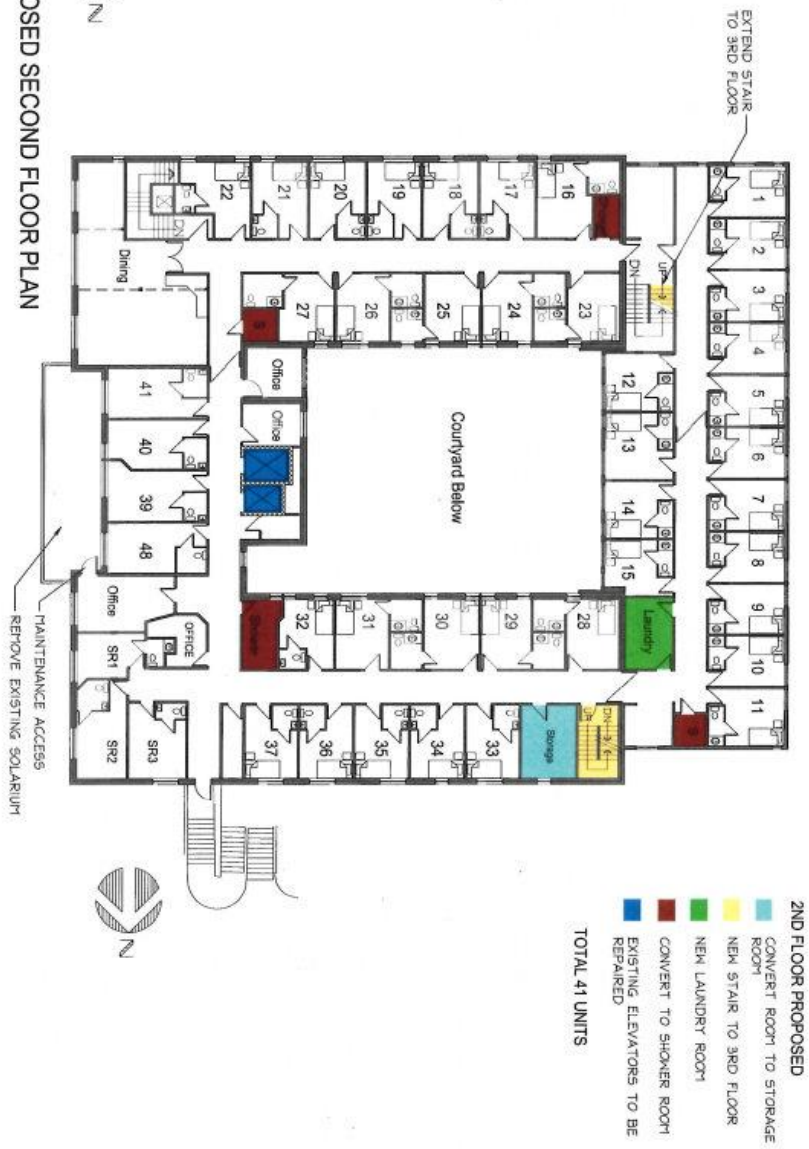 EXTEND STAIR
TO 3RD FLOOR
N
OSED SECOND FLOOR PLAN
1
2
3
4
5
6
7
8
9
10
11
UP
DN
12
13
14
15
Laundry
S
16
17
18
19
20
21
22
DN
23
24
25
26
27
S
Dining
Office
Office
Courtyard Below
28
29
30
31
32
Shower
DN
UP
Storage
33
34
35
36
37
41
40
39
48
Office
OFFICE
SR1
SR2
SR3
MAINTENANCE ACCESS
REMOVE EXISTING SOLARIUM
N
2ND FLOOR PROPOSED
CONVERT ROOM TO STORAGE
ROOM
NEW STAIR TO 3RD FLOOR
NEW LAUNDRY ROOM
CONVERT TO SHOWER ROOM
EXISTING ELEVATORS TO BE
REPAIRED
TOTAL 41 UNITS